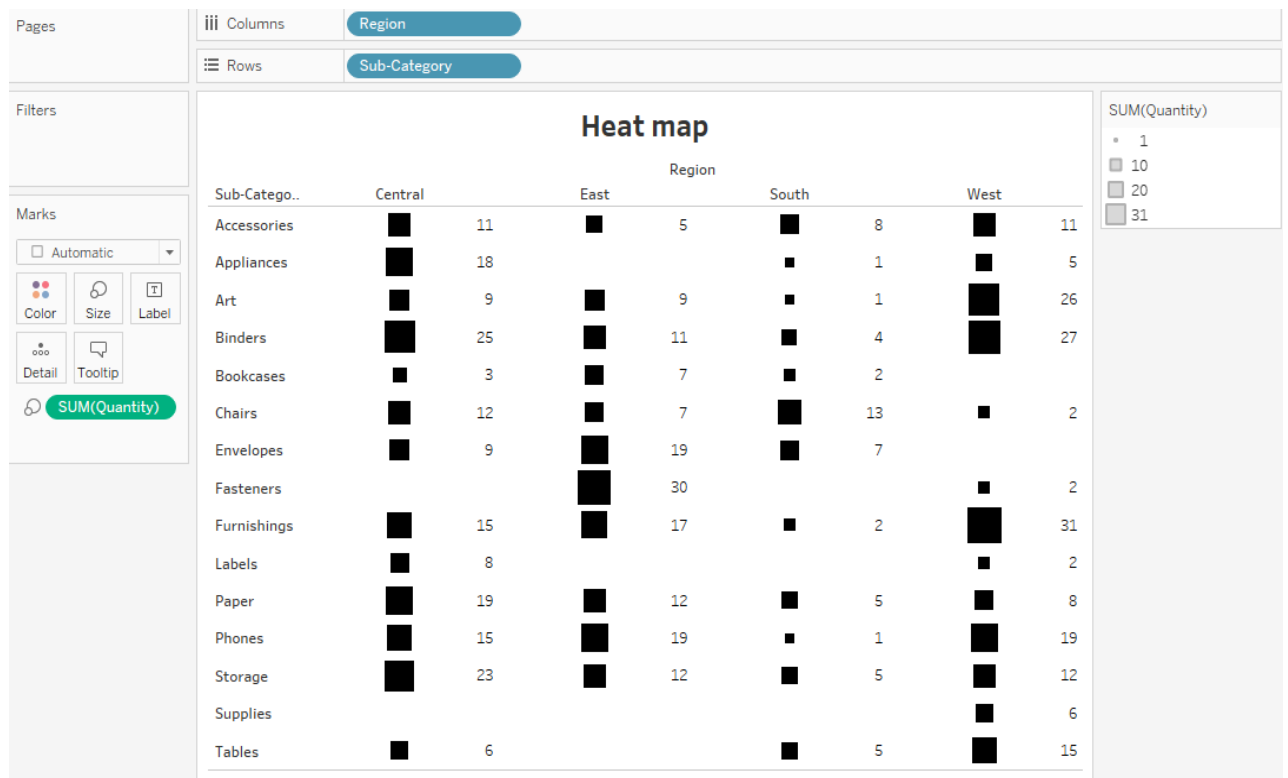 Pages
Columns Region
Rows Sub-Category
Filters
Marks
Automatic
Color Size Label
Detail Tooltip
SUM(Quantity)
Heat map
Region
Sub-Catego.. Central East South West
Accessories 11 5 8 11
Appliances 18 1 5
Art 9 9 1 26
Binders 25 11 4 27
Bookcases 3 7 2
Chairs 12 7 13 2
Envelopes 9 19 7
Fasteners 30 2
Furnishings 15 17 2 31
Labels 8 2
Paper 19 12 5 8
Phones 15 19 1 19
Storage 23 12 5 12
Supplies 6
Tables 6 5 15
SUM(Quantity)
1
10
20
31